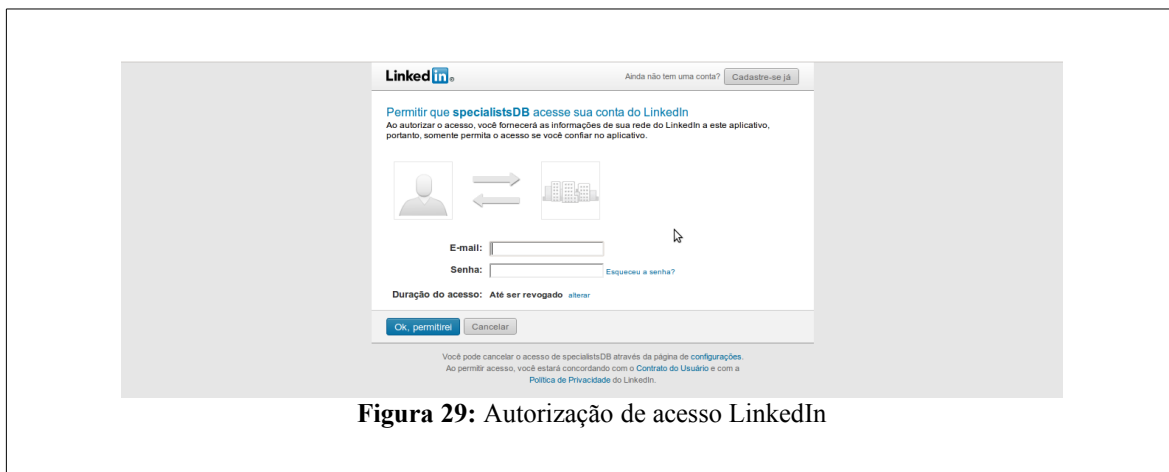 Linked in®
Ainda não tem uma conta? Cadastre-se já
Permitir que specialistsDB acesse sua conta do LinkedIn
Ao autorizar o acesso, você fornecerá as informações de sua rede do LinkedIn a este aplicativo,
portanto, somente permita o acesso se você confiar no aplicativo.
E-mail:
Senha: Esqueceu a senha?
Duração do acesso: Até ser revogado alterar
Ok, permitirei Cancelar
Você pode cancelar o acesso de specialistsDB através da página de configurações.
Ao permitir acesso, você estará concordando com o Contrato do Usuário e com a
Política de Privacidade do LinkedIn.
Figura 29: Autorização de acesso LinkedIn